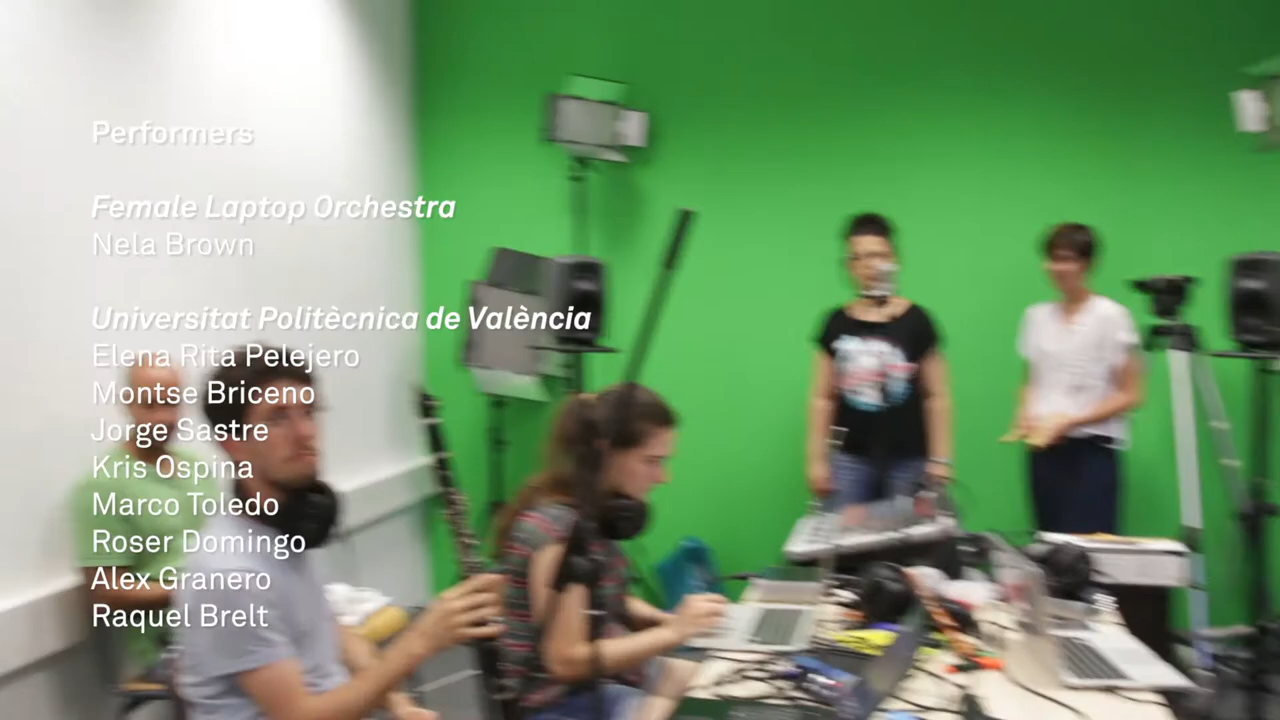 Performers
Female Laptop Orchestra
Nela Brown
Universitat Politècnica de València
Elena Rita Pelejero
Montse Briceno
Jorge Sastre
Kris Ospina
Marco Toledo
Roser Domingo
Alex Granero
Raquel Brelt